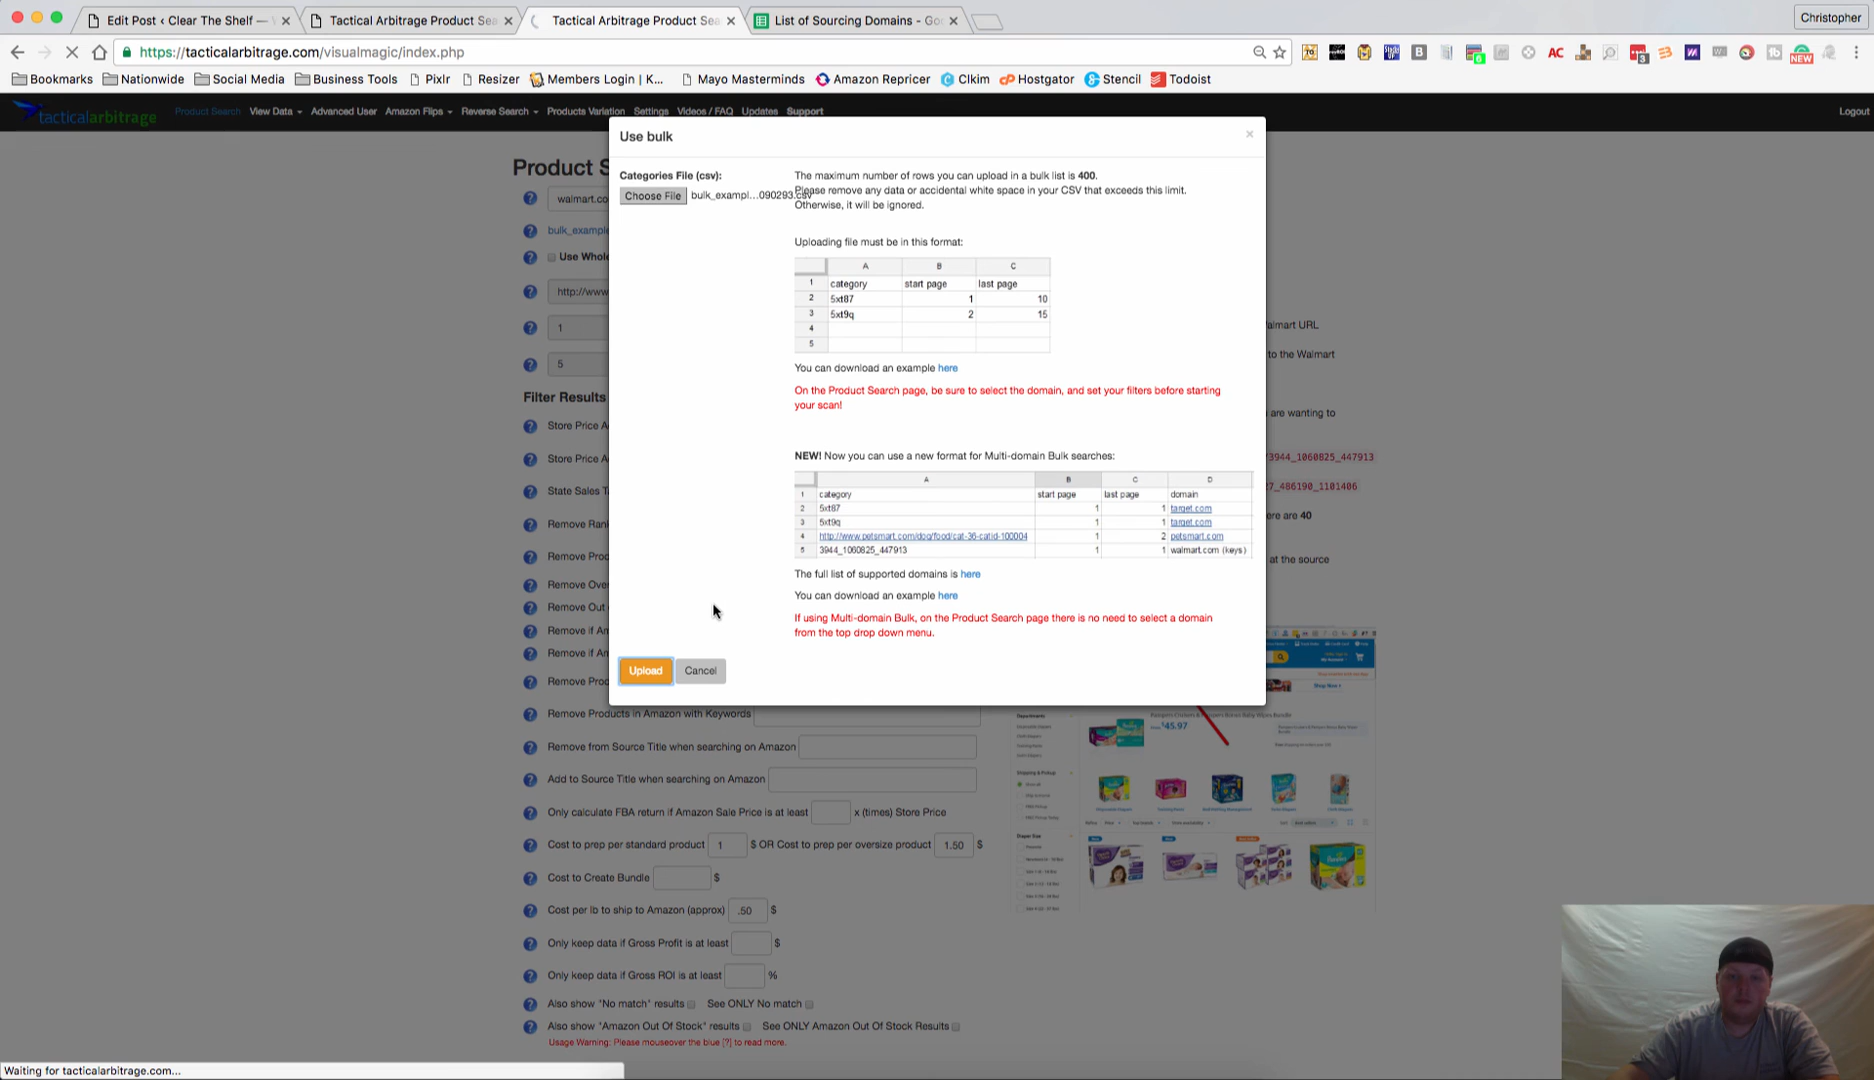 Edit Post ‹ Clear The Shelf —
Tactical Arbitrage Product Sea
Tactical Arbitrage Product Sea
List of Sourcing Domains - Goo
Christopher
https://tacticalarbitrage.com/visualmagic/index.php
Bookmarks
Nationwide
Social Media
Business Tools
Pixlr
Resizer
Members Login | K...
Mayo Masterminds
Amazon Repricer
Clkim
Hostgator
Stencil
Todoist
tacticalarbitrage
Product Search
View Data
Advanced User
Amazon Flips
Reverse Search
Products Variation
Settings
Videos / FAQ
Updates
Support
Logout
Use bulk
×
Product S
Categories File (csv):
Choose File bulk_exampl...090293.csv
The maximum number of rows you can upload in a bulk list is 400.
Please remove any data or accidental white space in your CSV that exceeds this limit.
Otherwise, it will be ignored.
walmart.co
bulk_example
Use Whole
http://www
1
5
Uploading file must be in this format:
A B C
1 category start page last page
2 5xt87 1 10
3 5xt9q 2 15
4
5
You can download an example here
On the Product Search page, be sure to select the domain, and set your filters before starting
your scan!
NEW! Now you can use a new format for Multi-domain Bulk searches:
A B C D
1 category start page last page domain
2 5xt87 1 1 target.com
3 5xt9q 1 1 target.com
4 http://www.petsmart.com/dog/food/cat-36-catid-100004 1 2 petsmart.com
5 3944_1060825_447913 1 1 walmart.com (keys)
The full list of supported domains is here
You can download an example here
If using Multi-domain Bulk, on the Product Search page there is no need to select a domain
from the top drop down menu.
Upload
Cancel
almart URL
to the Walmart
are wanting to
3944_1060825_447913
27_486190_1101406
ere are 40
at the source
Filter Results
Store Price A
Store Price A
State Sales T
Remove Rank
Remove Prod
Remove Over
Remove Out
Remove if Am
Remove if Am
Remove Prod
Remove Products in Amazon with Keywords
Remove from Source Title when searching on Amazon
Add to Source Title when searching on Amazon
Only calculate FBA return if Amazon Sale Price is at least x (times) Store Price
Cost to prep per standard product 1 $ OR Cost to prep per oversize product 1.50 $
Cost to Create Bundle $
Cost per lb to ship to Amazon (approx) .50 $
Only keep data if Gross Profit is at least $
Only keep data if Gross ROI is at least %
Also show 'No match' results See ONLY No match
Also show 'Amazon Out Of Stock' results See ONLY Amazon Out Of Stock Results
Usage Warning: Please mouseover the blue [?] to read more.
$45.97
Waiting for tacticalarbitrage.com...